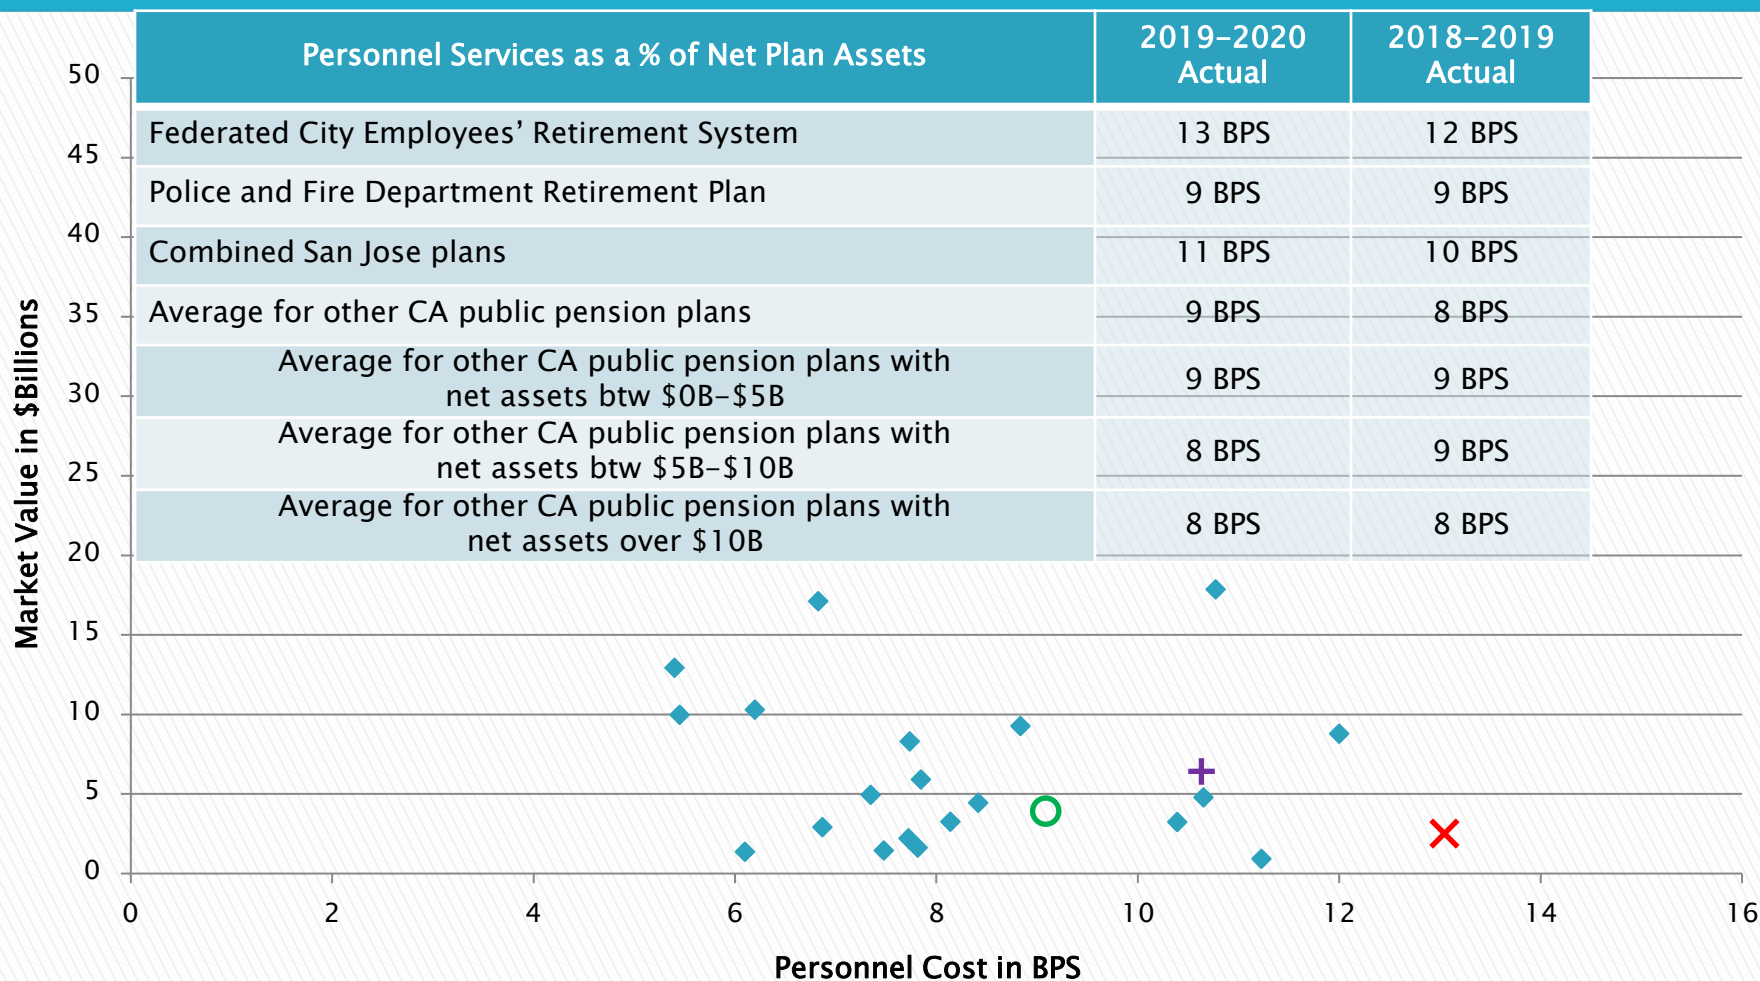 Personnel Services as a % of Net Plan Assets
2019–2020
Actual
2018–2019
Actual
Federated City Employees’ Retirement System
13 BPS
12 BPS
Police and Fire Department Retirement Plan
9 BPS
9 BPS
Combined San Jose plans
11 BPS
10 BPS
Average for other CA public pension plans
9 BPS
8 BPS
Average for other CA public pension plans with
net assets btw $0B–$5B
9 BPS
9 BPS
Average for other CA public pension plans with
net assets btw $5B–$10B
8 BPS
9 BPS
Average for other CA public pension plans with
net assets over $10B
8 BPS
8 BPS
Market Value in $Billions
50
45
40
35
30
25
20
15
10
5
0
0 2 4 6 8 10 12 14 16
Personnel Cost in BPS